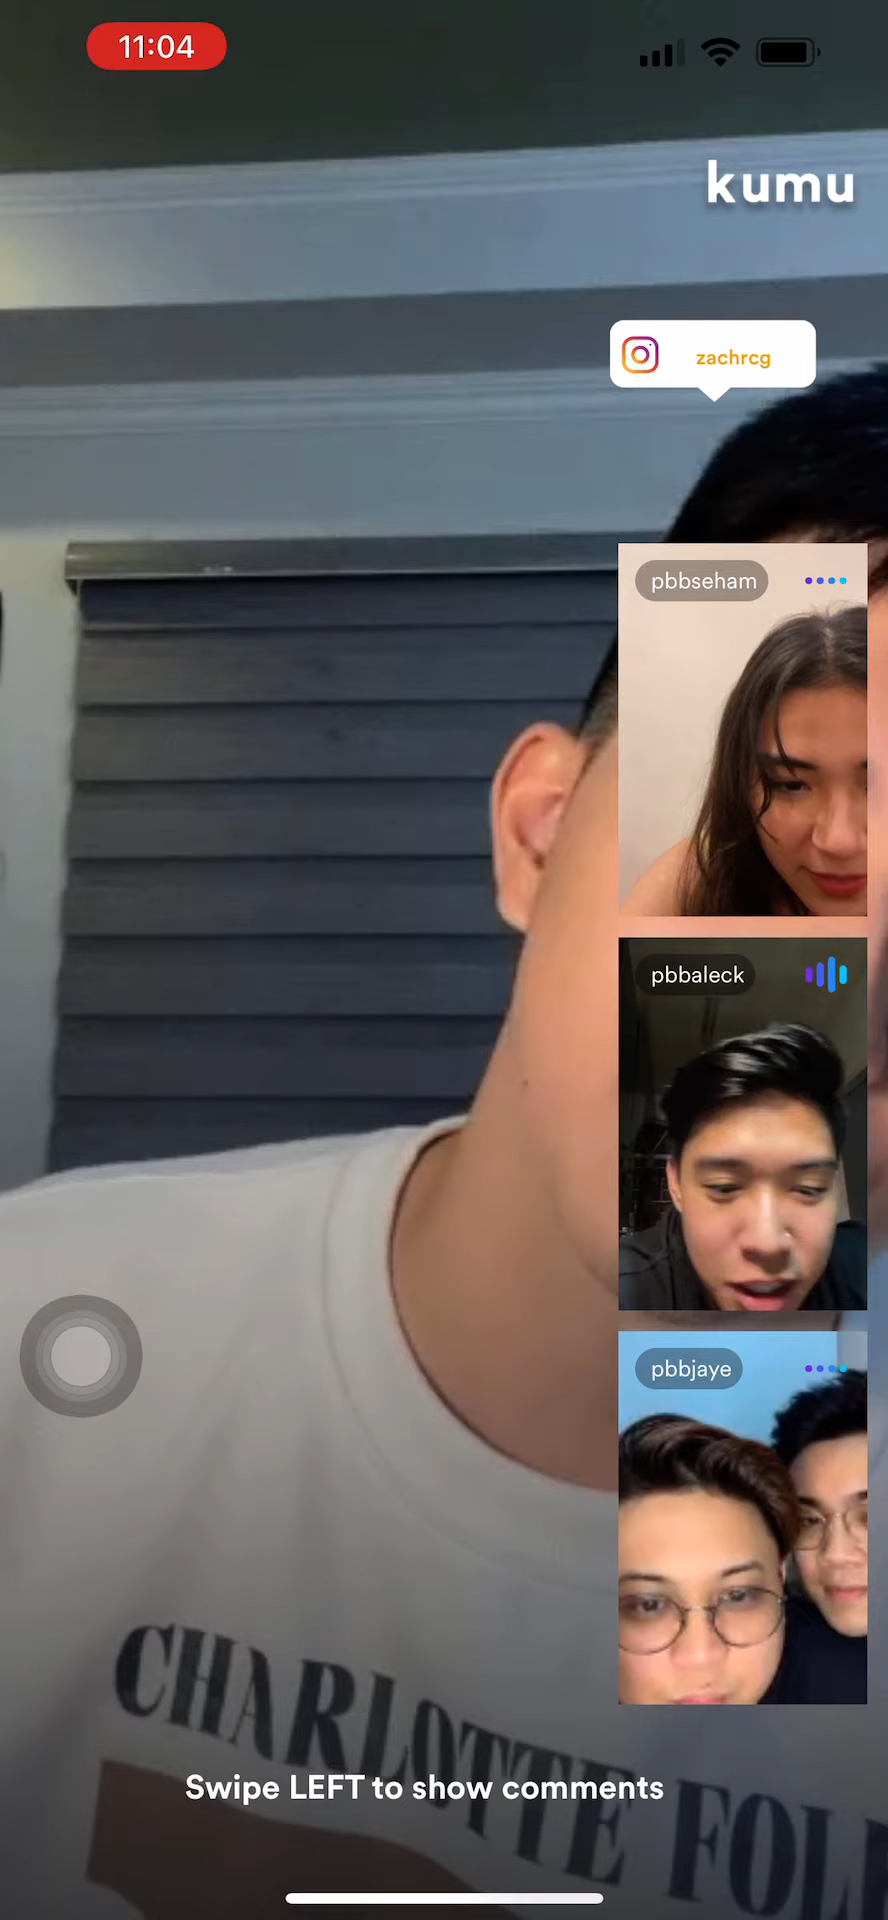 11:04
kumu
zachrcg
pbbseham
pbbaleck
pbbjaye
CHARLOTTE FOL
Swipe LEFT to show comments